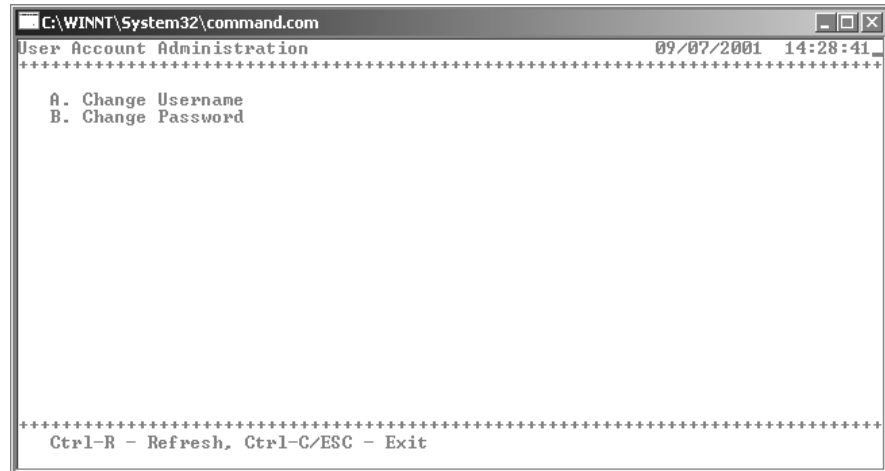 C:\WINNT\System32\command.com
User Account Administration 09/07/2001 14:28:41
++++++++++++++++++++++++++++++++++++++++++++++++++++++++++++++++++++++++++++++++
A. Change Username
B. Change Password
++++++++++++++++++++++++++++++++++++++++++++++++++++++++++++++++++++++++++++++++
Ctrl-R - Refresh, Ctrl-C/ESC - Exit